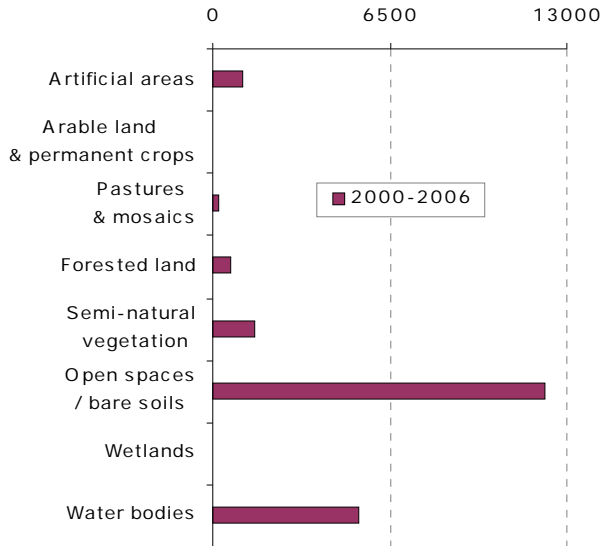 0 6500 13000
Artificial areas
Arable land
& permanent crops
Pastures
& mosaics
2000-2006
Forested land
Semi-natural
vegetation
Open spaces
/ bare soils
Wetlands
Water bodies